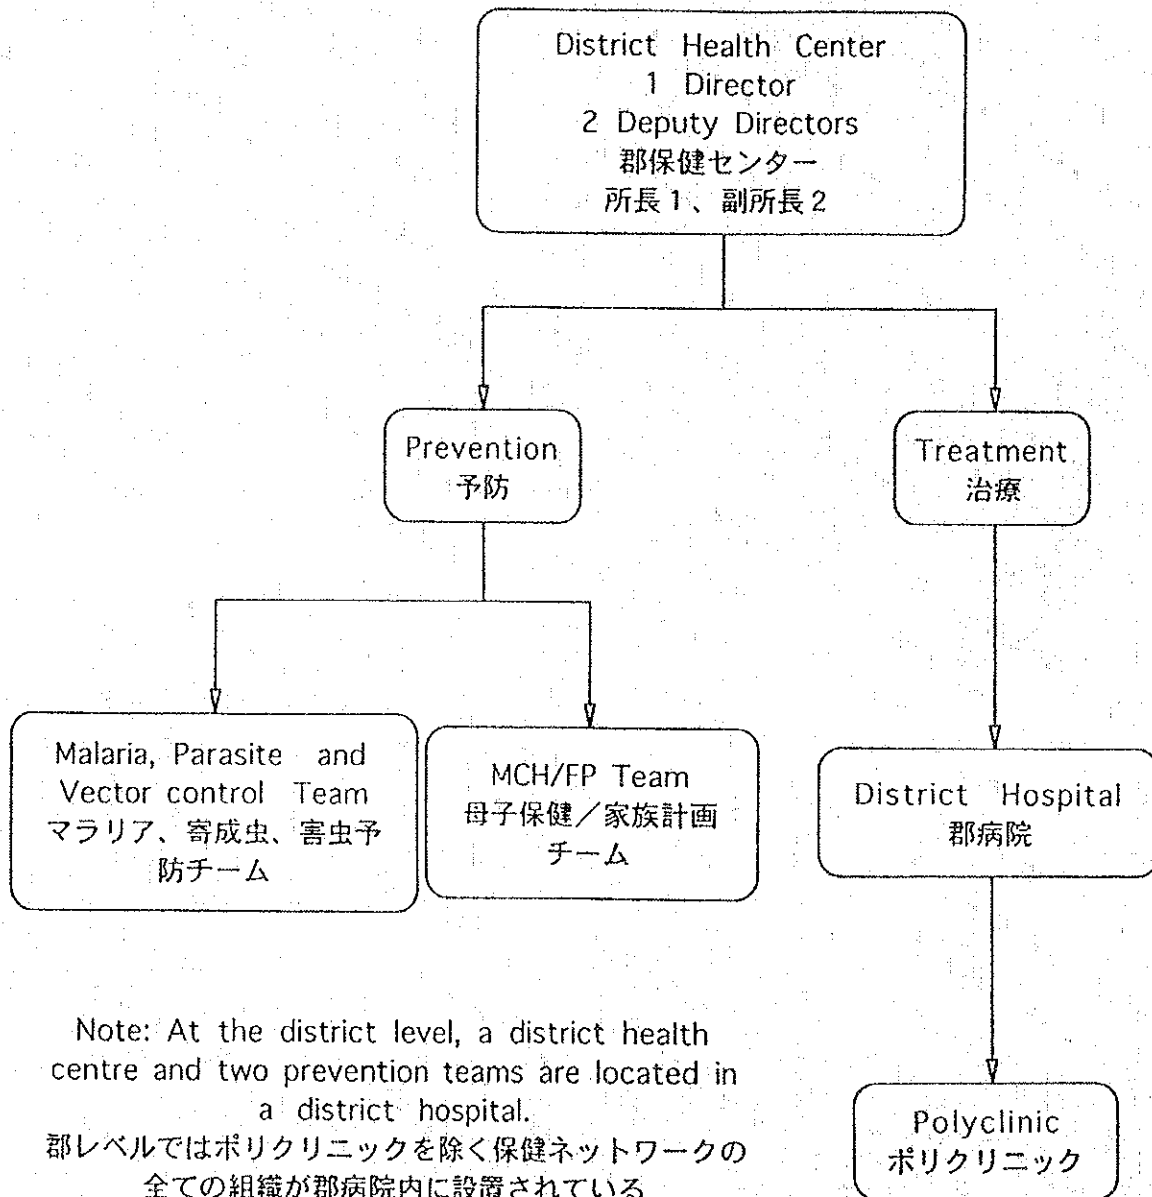 District Health Center
1 Director
2 Deputy Directors
郡保健センター
所長1、副所長2
Prevention
予防
Treatment
治療
Malaria, Parasite and
Vector control Team
マラリア、寄成虫、害虫予
防チーム
MCH/FP Team
母子保健／家族計画
チーム
District Hospital
郡病院
Note: At the district level, a district health
centre and two prevention teams are located in
a district hospital.
郡レベルではポリクリニックを除く保健ネットワークの
全ての組織が郡病院内に設置されている
Polyclinic
ポリクリニック